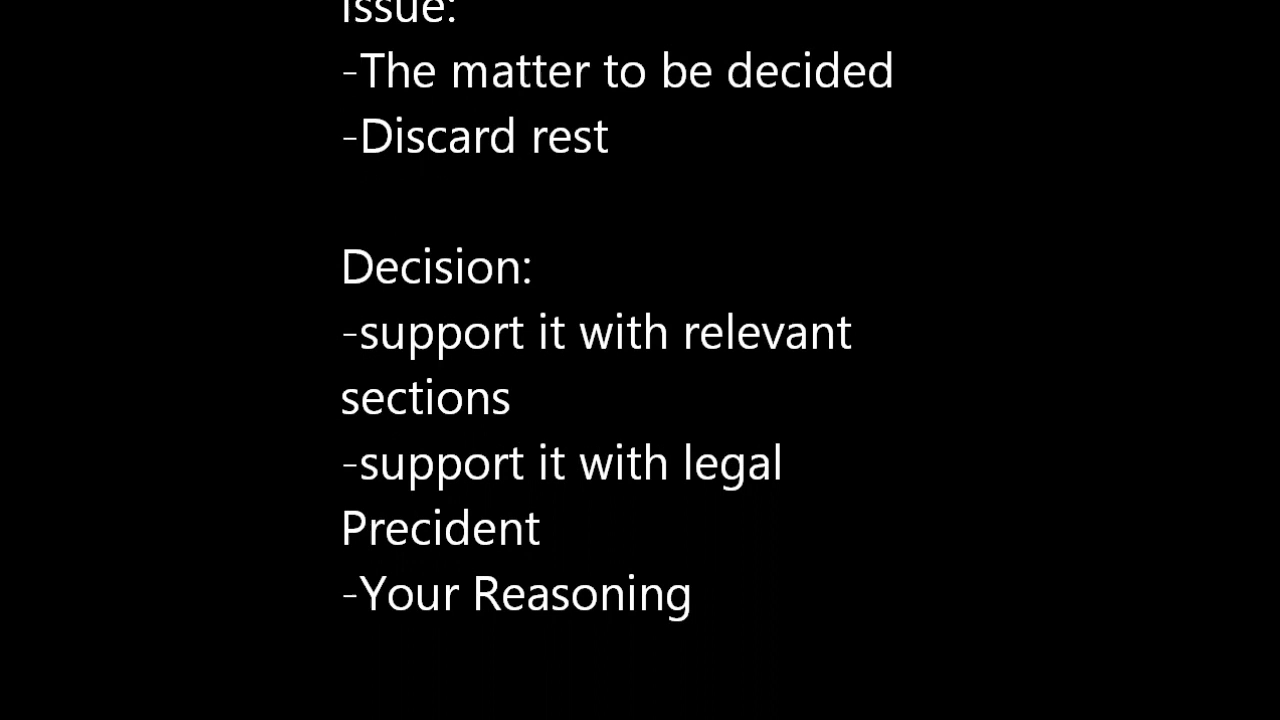 Issue:
-The matter to be decided
-Discard rest
Decision:
-support it with relevant
sections
-support it with legal
Precident
-Your Reasoning